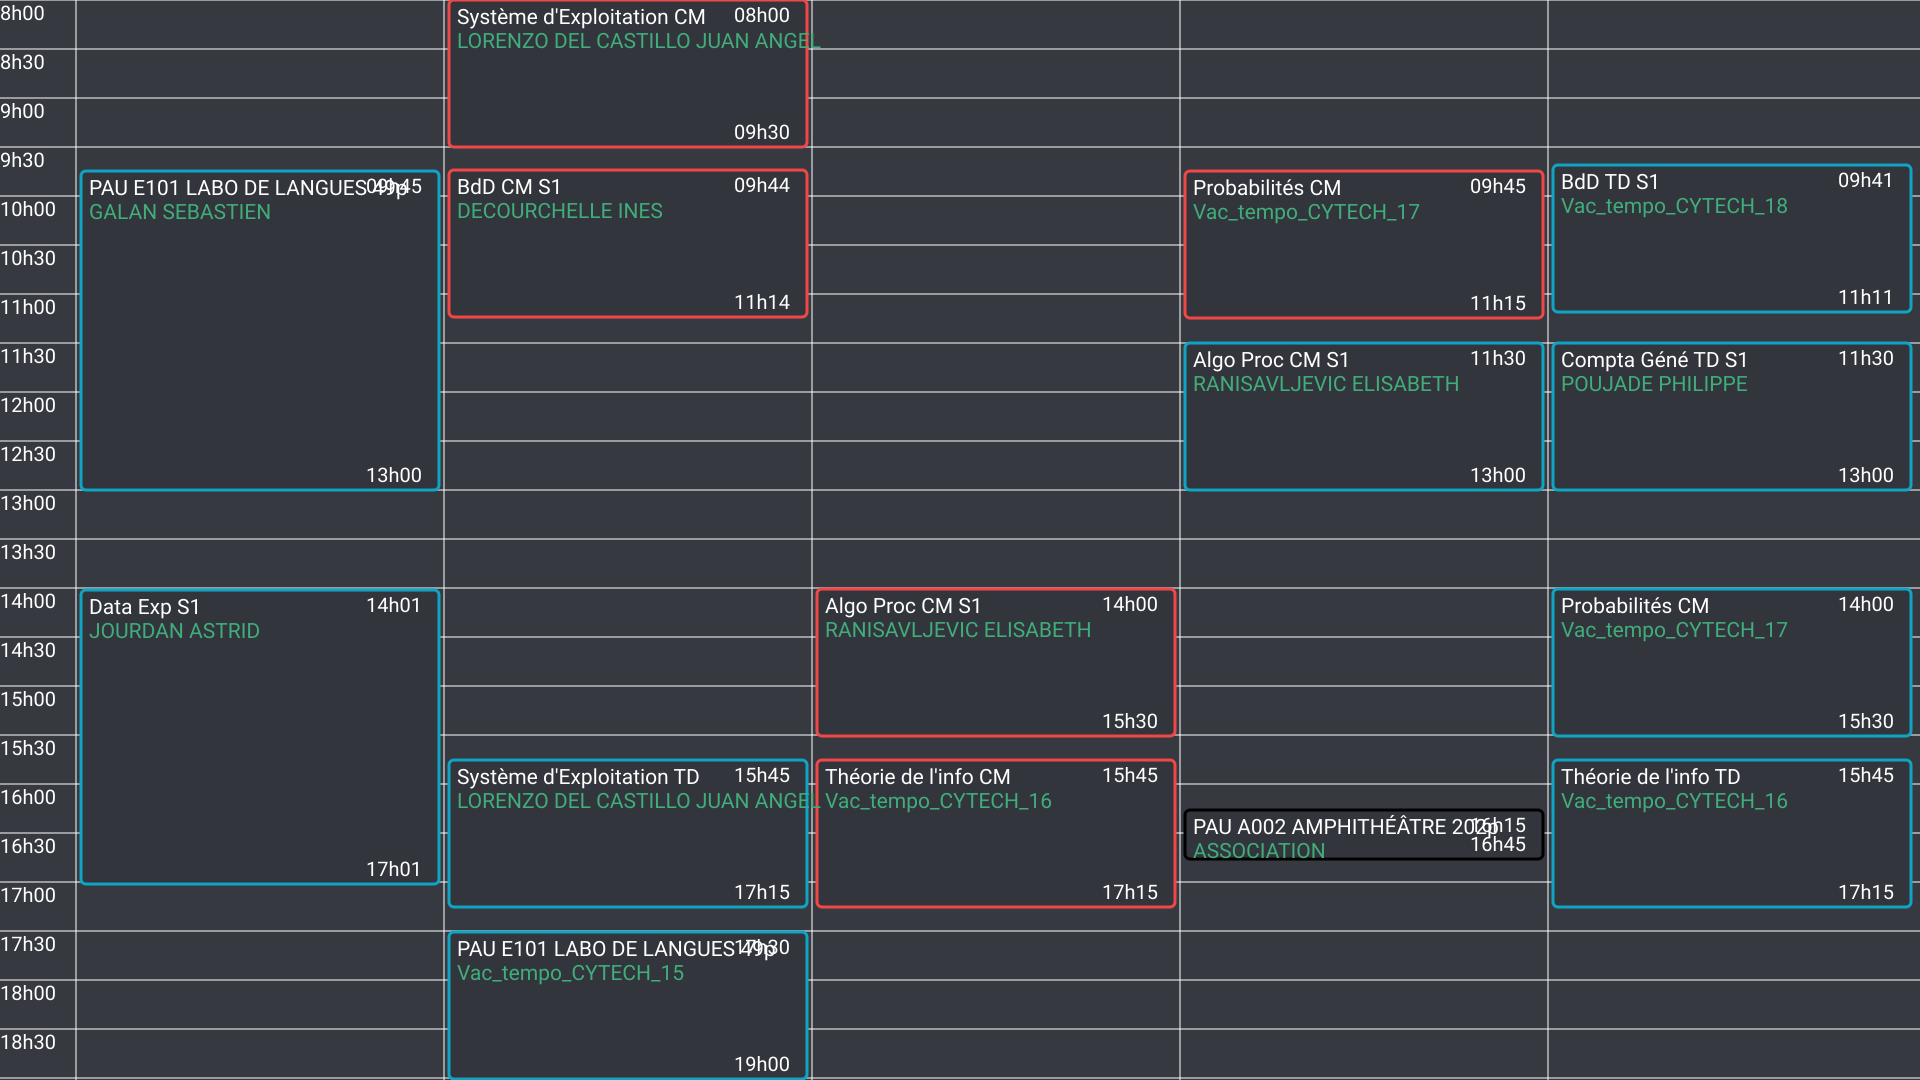 8h00
8h30
9h00
9h30
10h00
10h30
11h00
11h30
12h00
12h30
13h00
13h30
14h00
14h30
15h00
15h30
16h00
16h30
17h00
17h30
18h00
18h30
PAU E101 LABO DE LANGUES 49p 09h45
GALAN SEBASTIEN
13h00
Data Exp S1 14h01
JOURDAN ASTRID
17h01
Système d'Exploitation CM 08h00
LORENZO DEL CASTILLO JUAN ANGEL
09h30
BdD CM S1 09h44
DECOURCHELLE INES
11h14
Système d'Exploitation TD 15h45
LORENZO DEL CASTILLO JUAN ANGEL
17h15
PAU E101 LABO DE LANGUES 49p 17h30
Vac_tempo_CYTECH_15
19h00
Algo Proc CM S1 14h00
RANISAVLJEVIC ELISABETH
15h30
Théorie de l'info CM 15h45
Vac_tempo_CYTECH_16
17h15
Probabilités CM 09h45
Vac_tempo_CYTECH_17
11h15
Algo Proc CM S1 11h30
RANISAVLJEVIC ELISABETH
13h00
PAU A002 AMPHITHÉÂTRE 202p 16h15
ASSOCIATION 16h45
BdD TD S1 09h41
Vac_tempo_CYTECH_18
11h11
Compta Géné TD S1 11h30
POUJADE PHILIPPE
13h00
Probabilités CM 14h00
Vac_tempo_CYTECH_17
15h30
Théorie de l'info TD 15h45
Vac_tempo_CYTECH_16
17h15